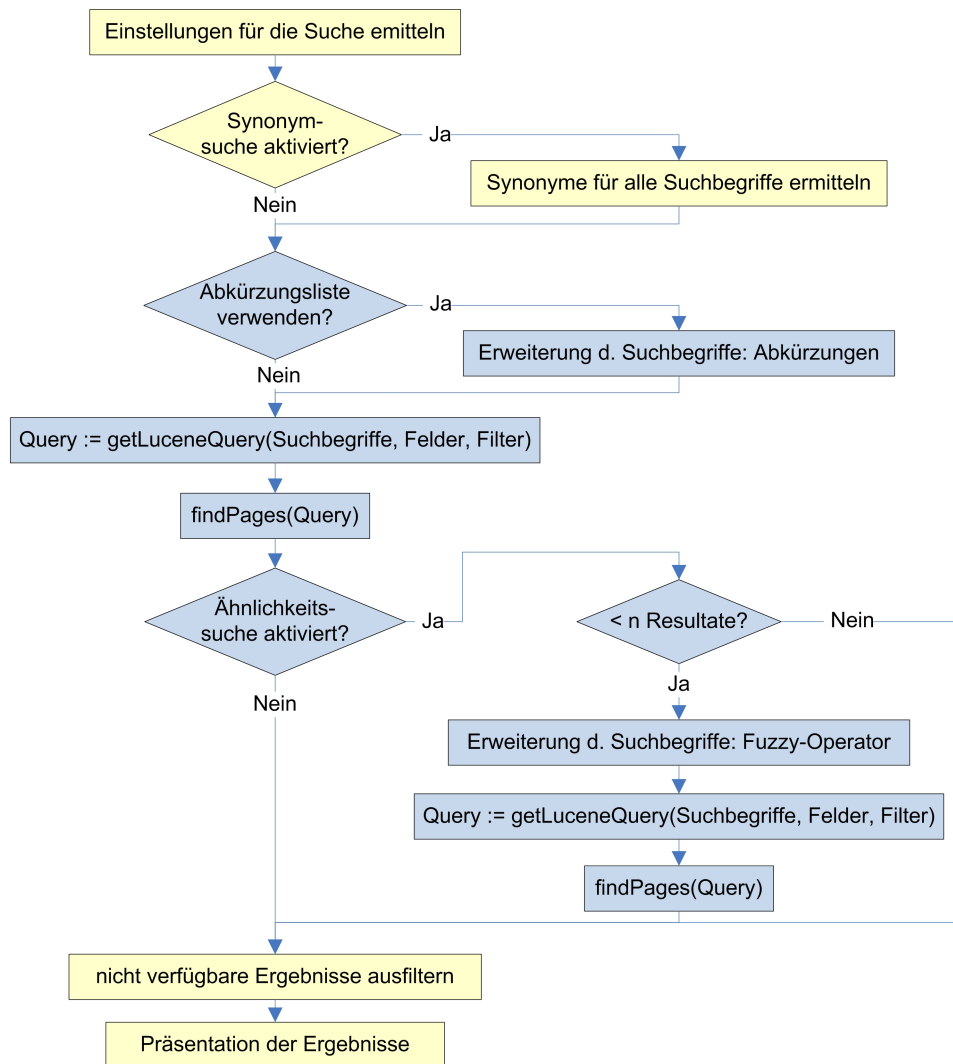 Einstellungen für die Suche emitteln
Synonym-
suche aktiviert?
Ja
Synonyme für alle Suchbegriffe ermitteln
Nein
Abkürzungsliste
verwenden?
Ja
Erweiterung d. Suchbegriffe: Abkürzungen
Nein
Query := getLuceneQuery(Suchbegriffe, Felder, Filter)
findPages(Query)
Ähnlichkeits-
suche aktiviert?
Ja
< n Resultate?
Nein
Ja
Nein
Erweiterung d. Suchbegriffe: Fuzzy-Operator
Query := getLuceneQuery(Suchbegriffe, Felder, Filter)
findPages(Query)
nicht verfügbare Ergebnisse ausfiltern
Präsentation der Ergebnisse